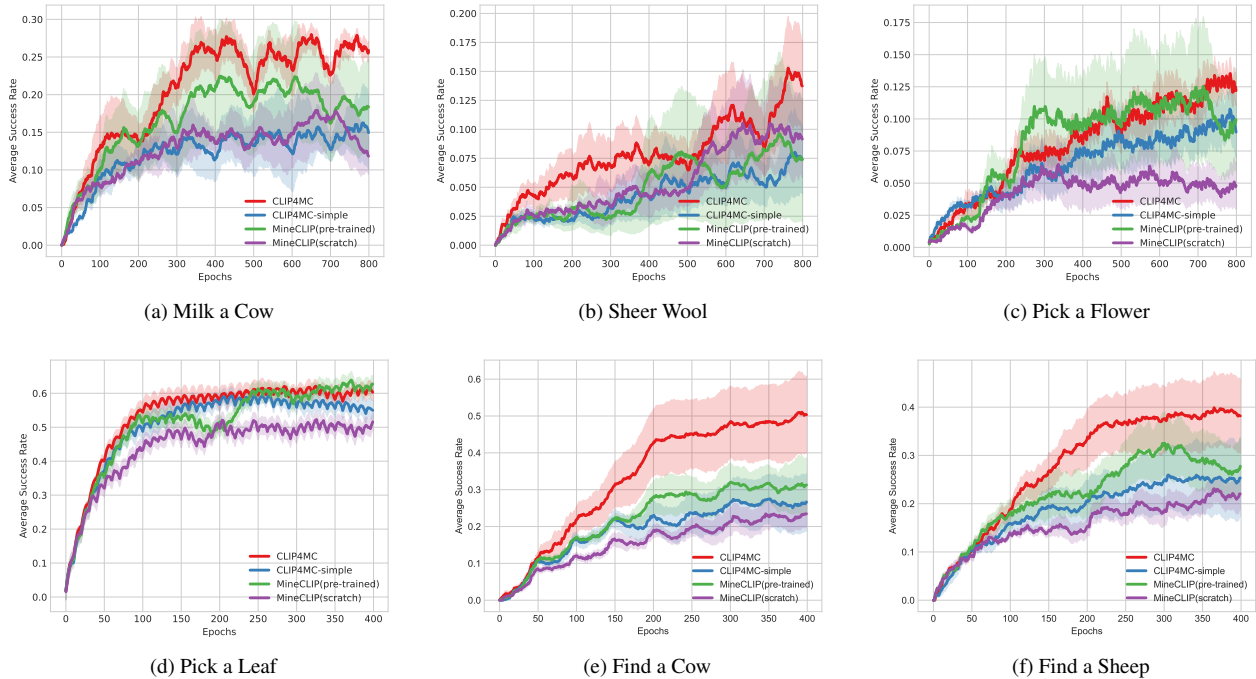 0.30
0.25
0.20
0.15
0.10
0.05
0.00
Average Success Rate
0 100 200 300 400 500 600 700 800
Epochs
CLIP4MC
CLIP4MC-simple
MineCLIP(pre-trained)
MineCLIP(scratch)
(a) Milk a Cow
0.200
0.175
0.150
0.125
0.100
0.075
0.050
0.025
0.000
Average Success Rate
0 100 200 300 400 500 600 700 800
Epochs
CLIP4MC
CLIP4MC-simple
MineCLIP(pre-trained)
MineCLIP(scratch)
(b) Sheer Wool
0.175
0.150
0.125
0.100
0.075
0.050
0.025
0.000
Average Success Rate
0 100 200 300 400 500 600 700 800
Epochs
CLIP4MC
CLIP4MC-simple
MineCLIP(pre-trained)
MineCLIP(scratch)
(c) Pick a Flower
0.6
0.5
0.4
0.3
0.2
0.1
0.0
Average Success Rate
0 50 100 150 200 250 300 350 400
Epochs
CLIP4MC
CLIP4MC-simple
MineCLIP(pre-trained)
MineCLIP(scratch)
(d) Pick a Leaf
0.6
0.5
0.4
0.3
0.2
0.1
0.0
Average Success Rate
0 50 100 150 200 250 300 350 400
Epochs
CLIP4MC
CLIP4MC-simple
MineCLIP(pre-trained)
MineCLIP(scratch)
(e) Find a Cow
0.4
0.3
0.2
0.1
0.0
Average Success Rate
0 50 100 150 200 250 300 350 400
Epochs
CLIP4MC
CLIP4MC-simple
MineCLIP(pre-trained)
MineCLIP(scratch)
(f) Find a Sheep